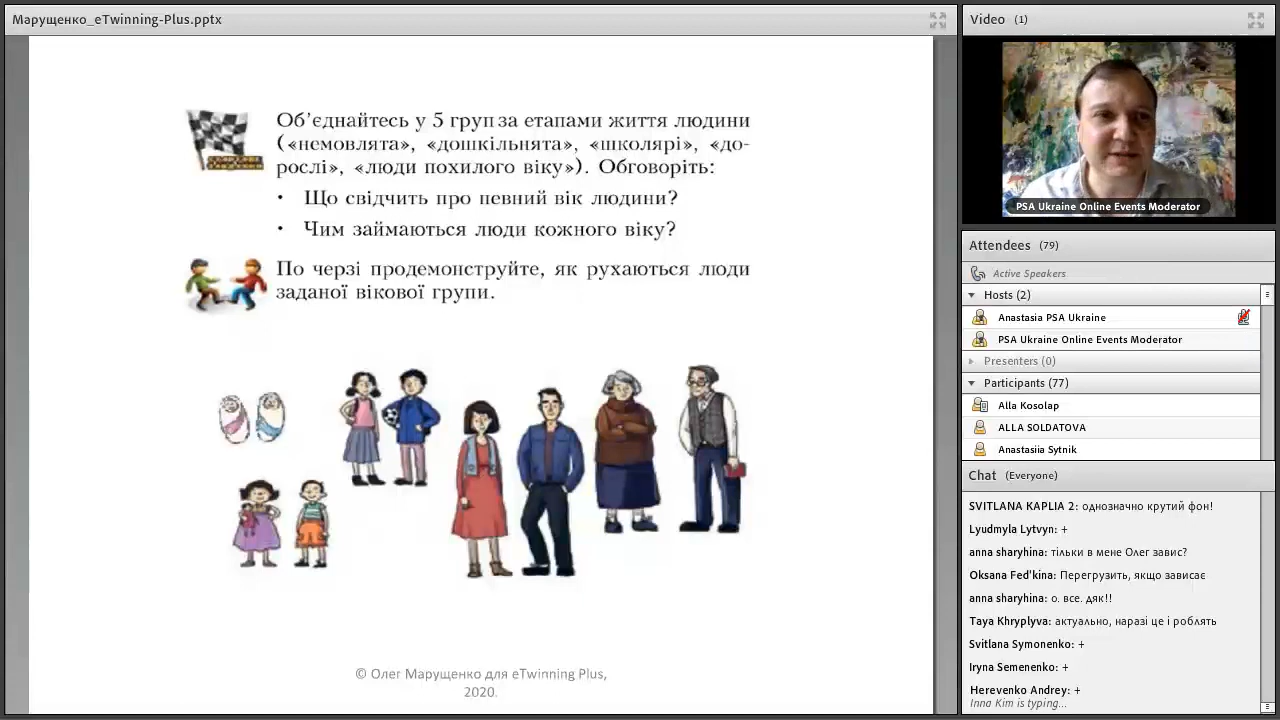 Марущенко_eTwinning-Plus.pptx
Об’єднайтесь у 5 груп за етапами життя людини
(«немовлята», «дошкільнята», «школярі», «до-
рослі», «люди похилого віку»). Обговоріть:
• Що свідчить про певний вік людини?
• Чим займаються люди кожного віку?
По черзі продемонструйте, як рухаються люди
заданої вікової групи.
© Олег Марущенко для eTwinning Plus,
2020.
Video (1)
PSA Ukraine Online Events Moderator
Attendees (79)
Active Speakers
Hosts (2)
Anastasia PSA Ukraine
PSA Ukraine Online Events Moderator
Presenters (0)
Participants (77)
Alla Kosolap
ALLA SOLDATOVA
Anastasiia Sytnik
Chat (Everyone)
SVITLANA KAPLIA 2: однозначно крутий фон!
Lyudmyla Lytvyn: +
anna sharyhina: тільки в мене Олег завис?
Oksana Fed'kina: Перегрузить, якщо зависає
anna sharyhina: о. все. дяк!!
Taya Khryplyva: актуально, наразі це і роблять
Svitlana Symonenko: +
Iryna Semenenko: +
Herevenko Andrey: +
Inna Kim is typing...